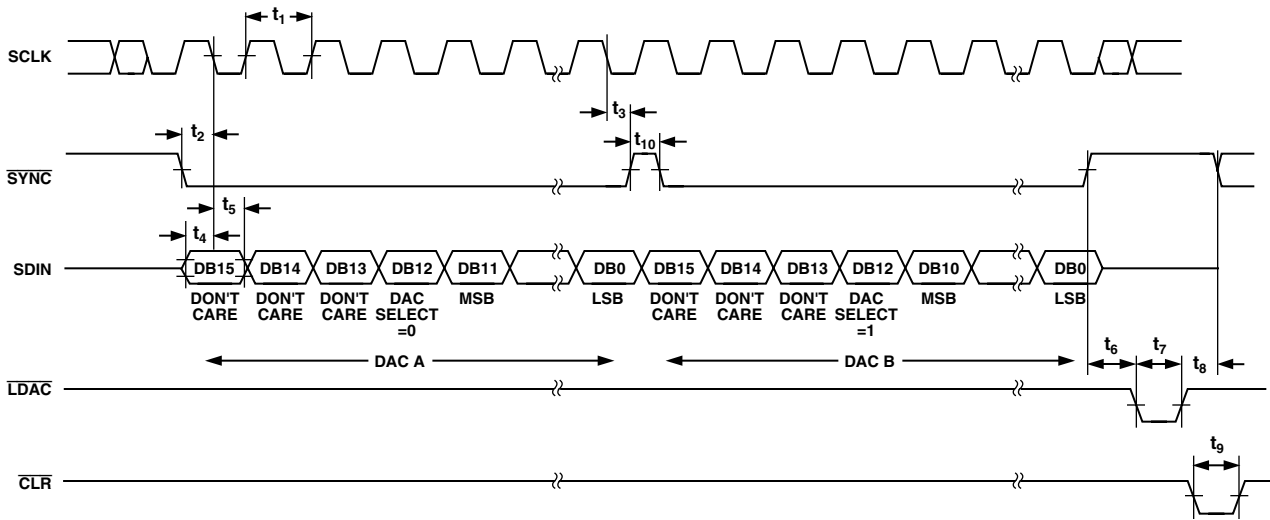 t1
SCLK
t3
t2
t10
SYNC
t5
t4
SDIN
DB15 DB14 DB13 DB12 DB11 DB0 DB15 DB14 DB13 DB12 DB10 DB0
DON'T CARE
DON'T CARE
DON'T CARE
DAC SELECT =0
MSB
LSB
DON'T CARE
DON'T CARE
DON'T CARE
DAC SELECT =1
MSB
LSB
DAC A
DAC B
t6
t7
t8
LDAC
t9
CLR